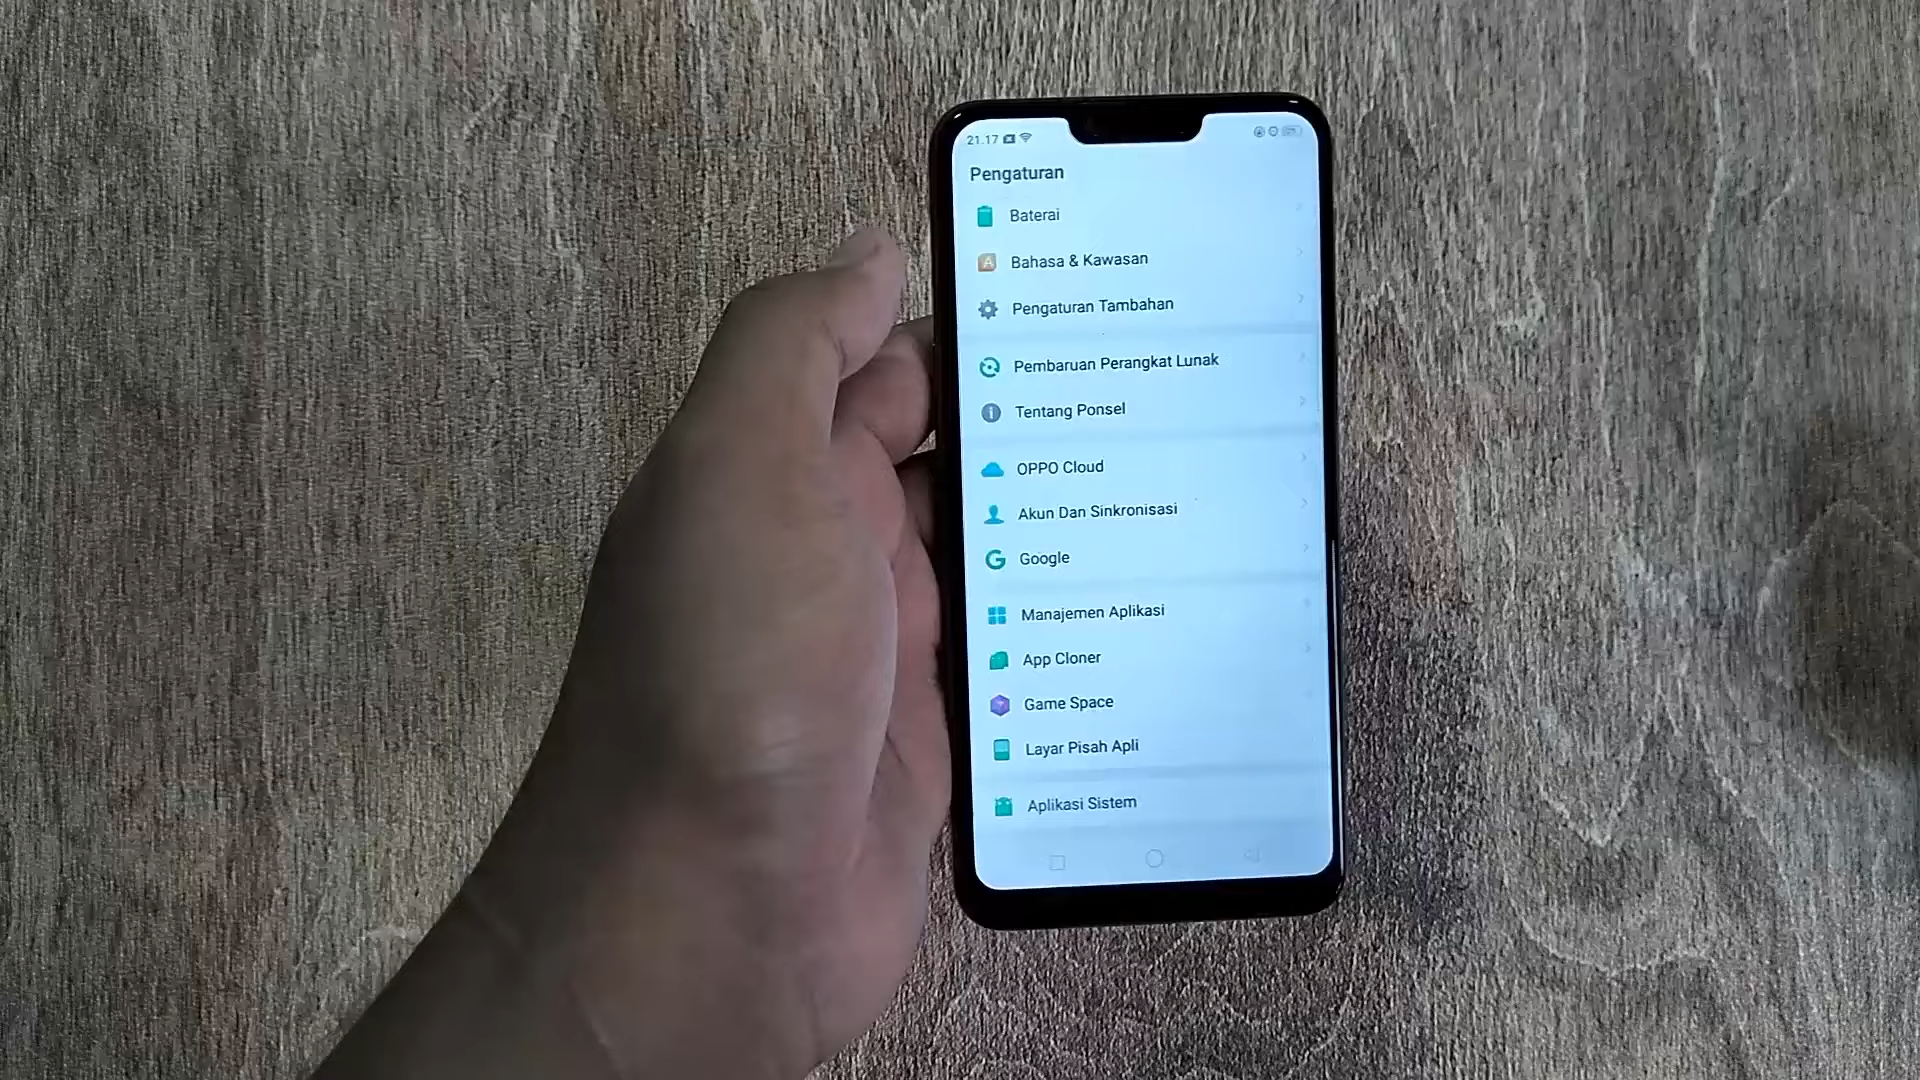 21.17
Pengaturan
Baterai
Bahasa & Kawasan
Pengaturan Tambahan
Pembaruan Perangkat Lunak
Tentang Ponsel
OPPO Cloud
Akun Dan Sinkronisasi
Google
Manajemen Aplikasi
App Cloner
Game Space
Layar Pisah Apli
Aplikasi Sistem